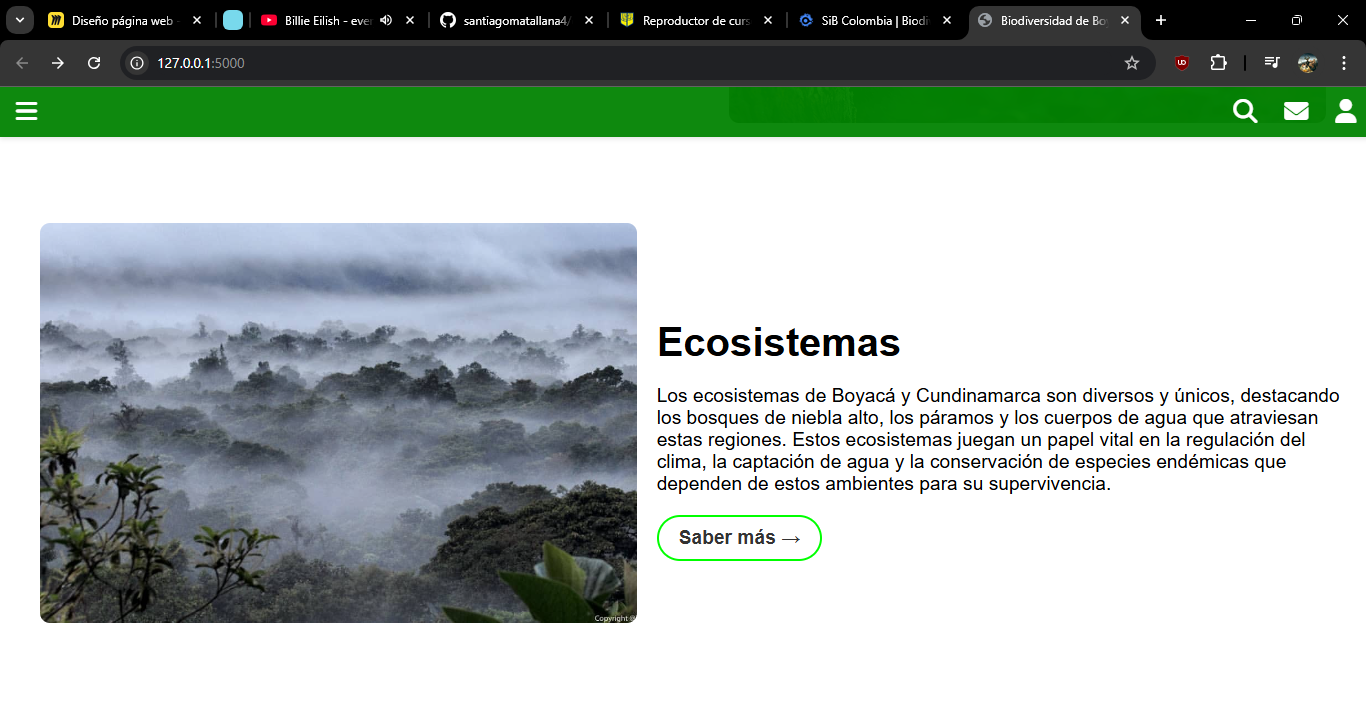 Diseño página web -
Billie Eilish - ever
santiagomatallana4/
Reproductor de curs
SiB Colombia | Biodi
Biodiversidad de Bo
127.0.0.1:5000
Ecosistemas
Los ecosistemas de Boyacá y Cundinamarca son diversos y únicos, destacando
los bosques de niebla alto, los páramos y los cuerpos de agua que atraviesan
estas regiones. Estos ecosistemas juegan un papel vital en la regulación del
clima, la captación de agua y la conservación de especies endémicas que
dependen de estos ambientes para su supervivencia.
Saber más →
Copyright ©